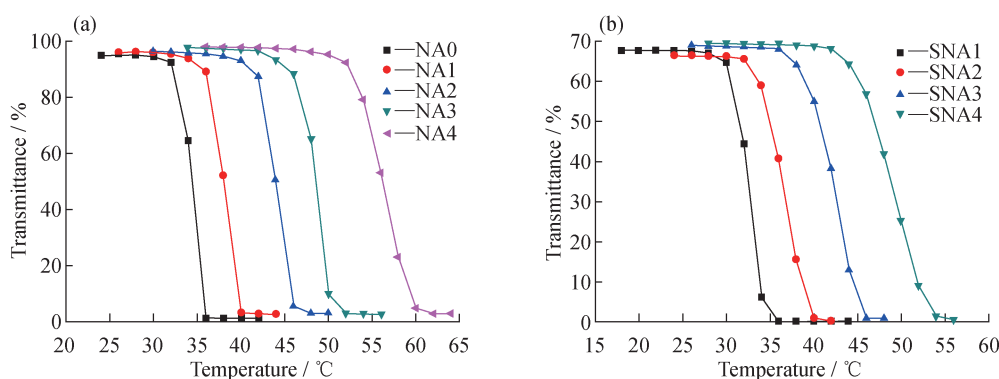 (a)
100
80
60
40
20
0
Transmittance / %
NA0
NA1
NA2
NA3
NA4
20 25 30 35 40 45 50 55 60 65
Temperature / ℃
(b)
70
60
50
40
30
20
10
0
Transmittance / %
SNA1
SNA2
SNA3
SNA4
15 20 25 30 35 40 45 50 55 60
Temperature / ℃